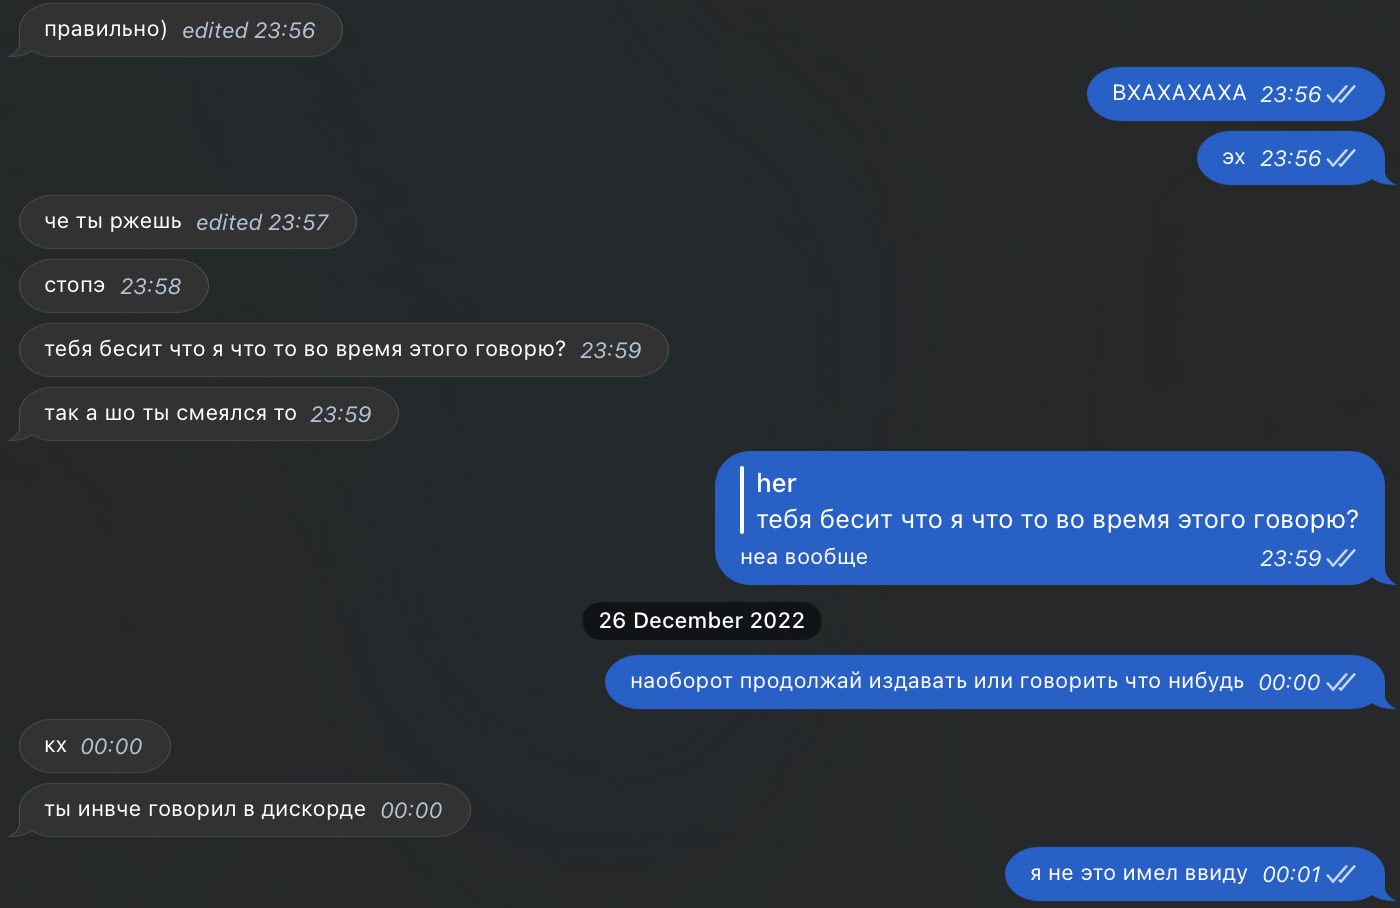 правильно) edited 23:56
ВХАХАХАХА 23:56
эх 23:56
че ты ржешь edited 23:57
стопэ 23:58
тебя бесит что я что то во время этого говорю? 23:59
так а шо ты смеялся то 23:59
her
тебя бесит что я что то во время этого говорю?
неа вообще 23:59
26 December 2022
наоборот продолжай издавать или говорить что нибудь 00:00
кх 00:00
ты инвче говорил в дискорде 00:00
я не это имел ввиду 00:01